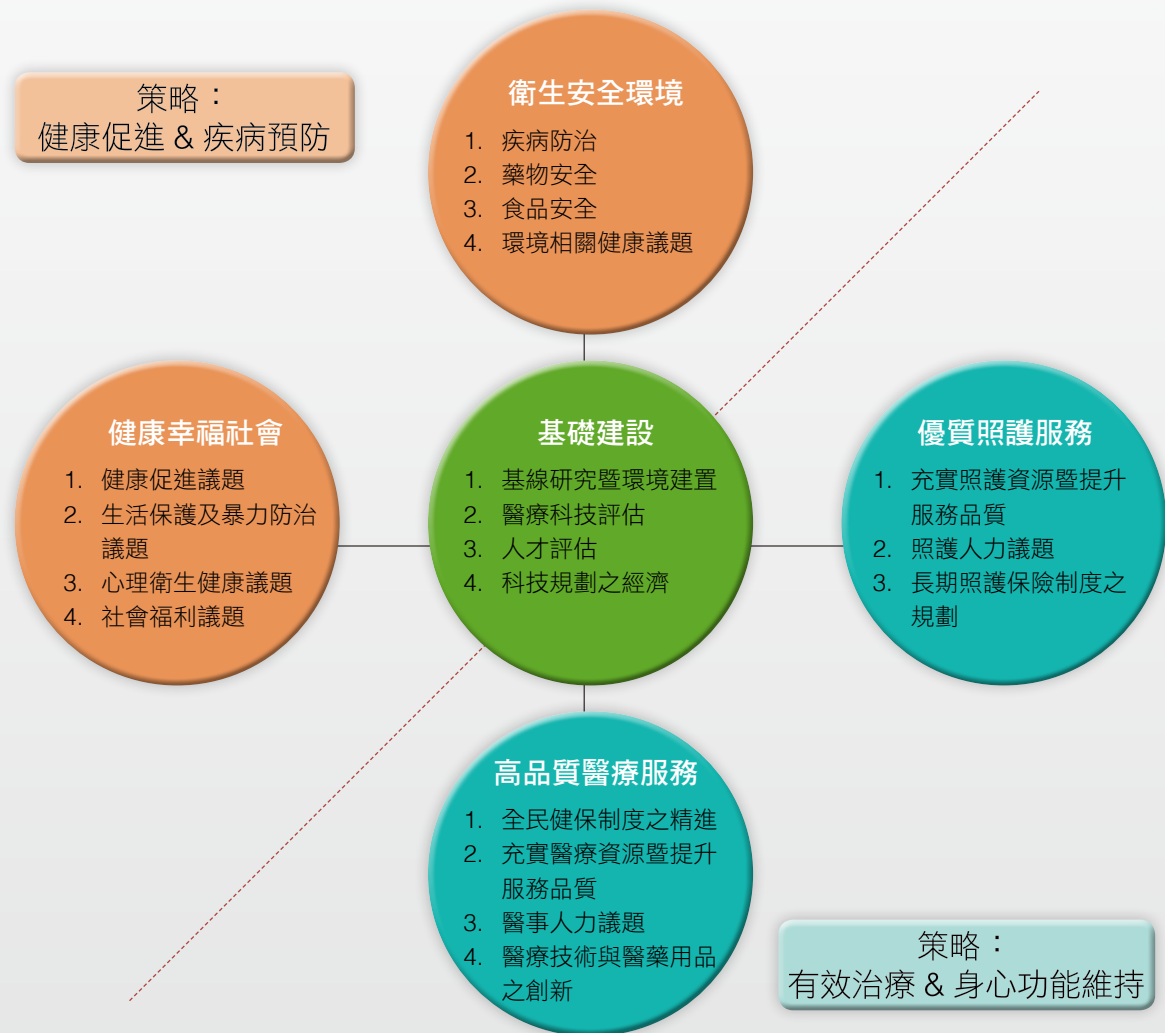 策略：
健康促進 & 疾病預防
衛生安全環境
1. 疾病防治
2. 藥物安全
3. 食品安全
4. 環境相關健康議題
健康幸福社會
1. 健康促進議題
2. 生活保護及暴力防治
議題
3. 心理衛生健康議題
4. 社會福利議題
基礎建設
1. 基線研究暨環境建置
2. 醫療科技評估
3. 人才評估
4. 科技規劃之經濟
優質照護服務
1. 充實照護資源暨提升
服務品質
2. 照護人力議題
3. 長期照護保險制度之
規劃
高品質醫療服務
1. 全民健保制度之精進
2. 充實醫療資源暨提升
服務品質
3. 醫事人力議題
4. 醫療技術與醫藥用品
之創新
策略：
有效治療 & 身心功能維持